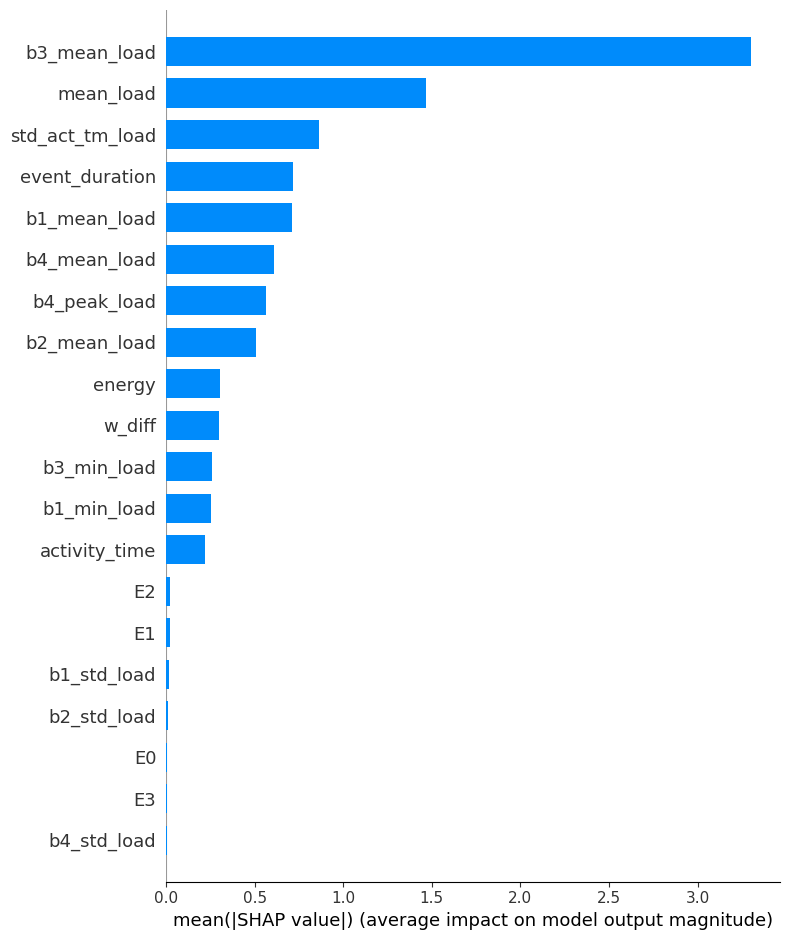 b3_mean_load
mean_load
std_act_tm_load
event_duration
b1_mean_load
b4_mean_load
b4_peak_load
b2_mean_load
energy
w_diff
b3_min_load
b1_min_load
activity_time
E2
E1
b1_std_load
b2_std_load
E0
E3
b4_std_load
0.0 0.5 1.0 1.5 2.0 2.5 3.0
mean(|SHAP value|) (average impact on model output magnitude)